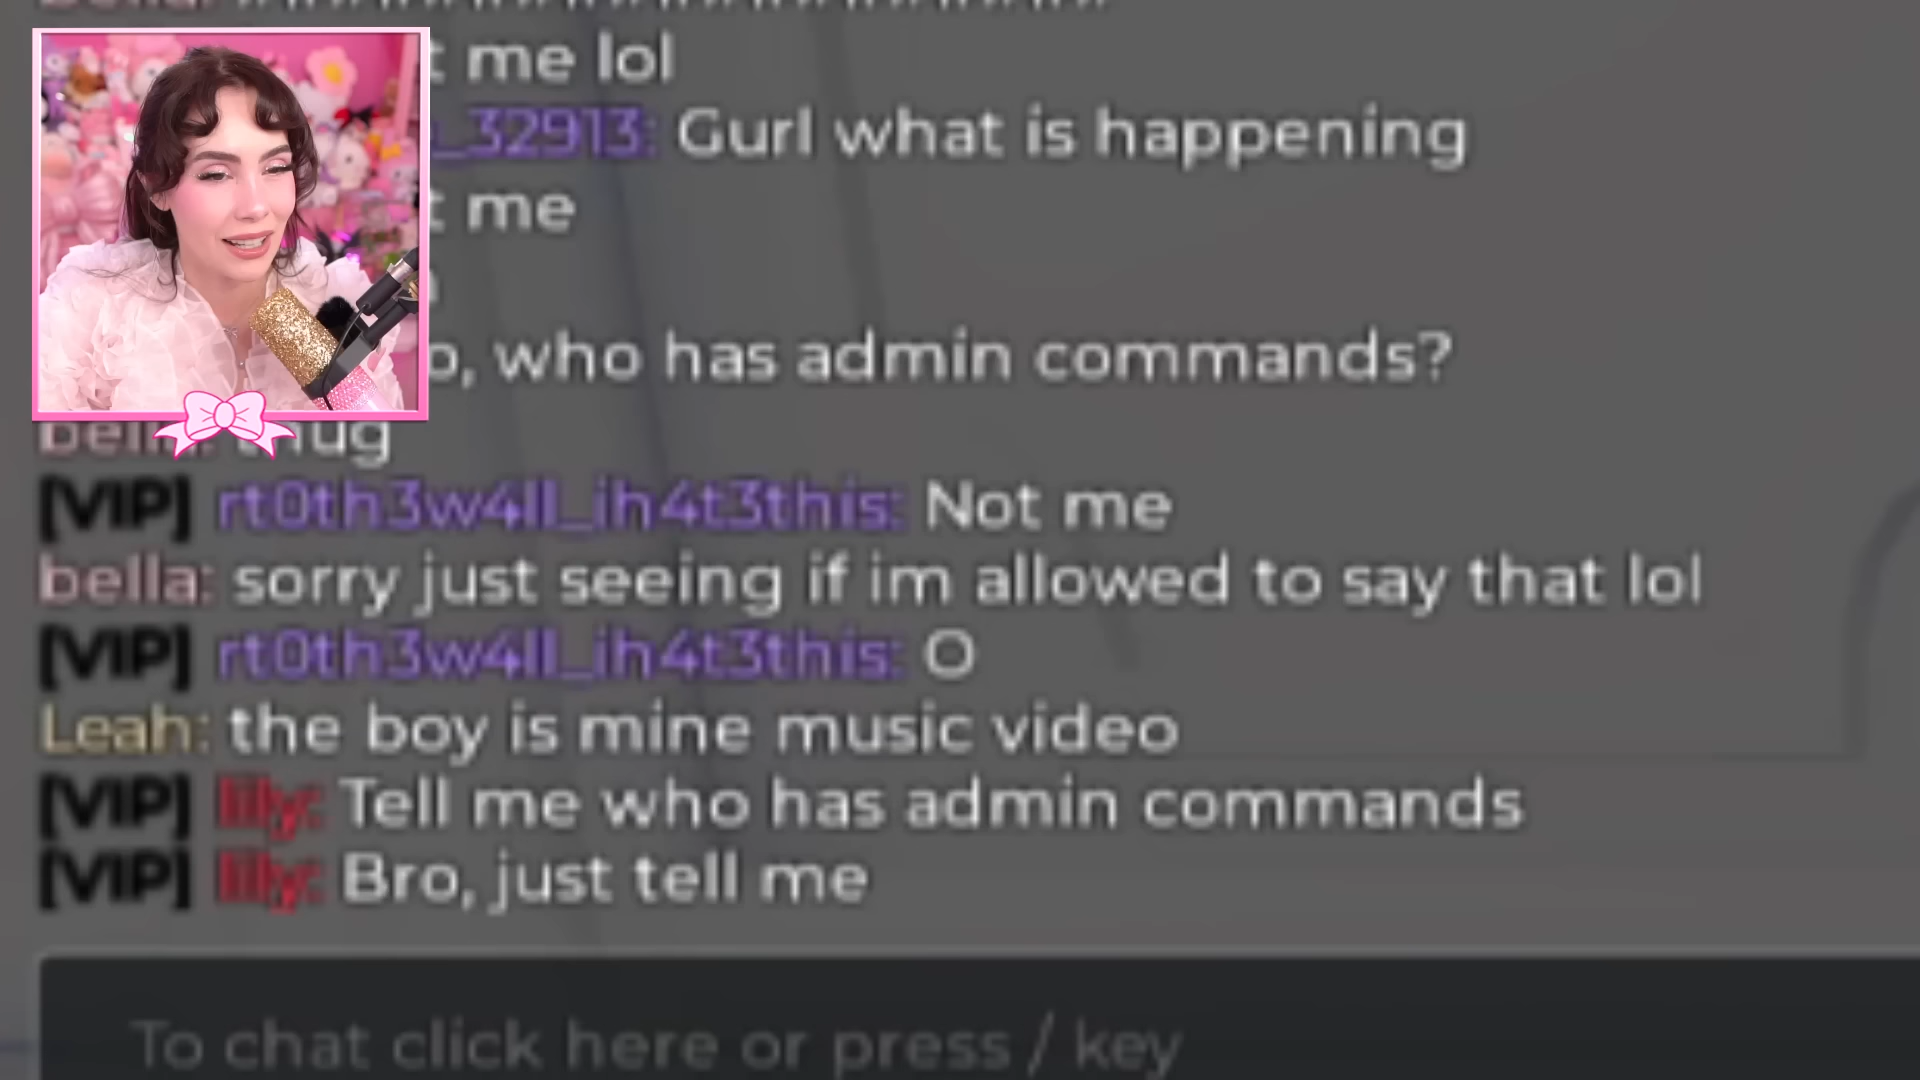 me lol
_32913: Gurl what is happening
me
o, who has admin commands?
bella: thug
[VIP] rt0th3w4ll_ih4t3this: Not me
bella: sorry just seeing if im allowed to say that lol
[VIP] rt0th3w4ll_ih4t3this: O
Leah: the boy is mine music video
[VIP] lily: Tell me who has admin commands
[VIP] lily: Bro, just tell me
To chat click here or press / key